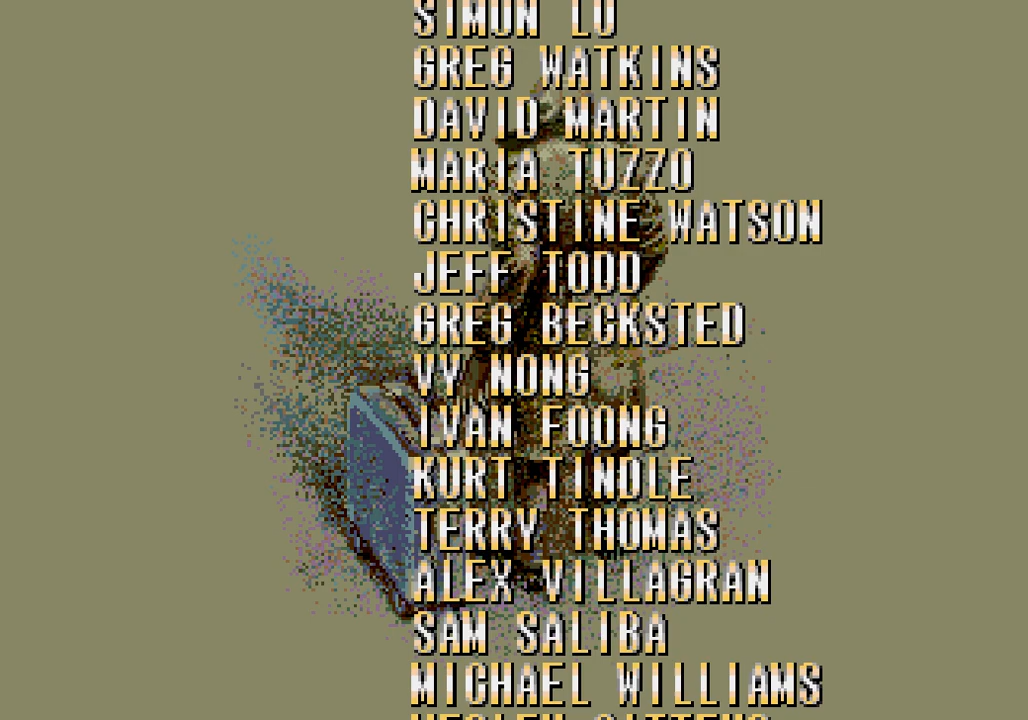 SIMON LU
GREG WATKINS
DAVID MARTIN
MARIA TUZZO
CHRISTINE WATSON
JEFF TODD
GREG BECKSTED
VY NONG
IVAN FOONG
KURT TINDLE
TERRY THOMAS
ALEX VILLAGRAN
SAM SALIBA
MICHAEL WILLIAMS